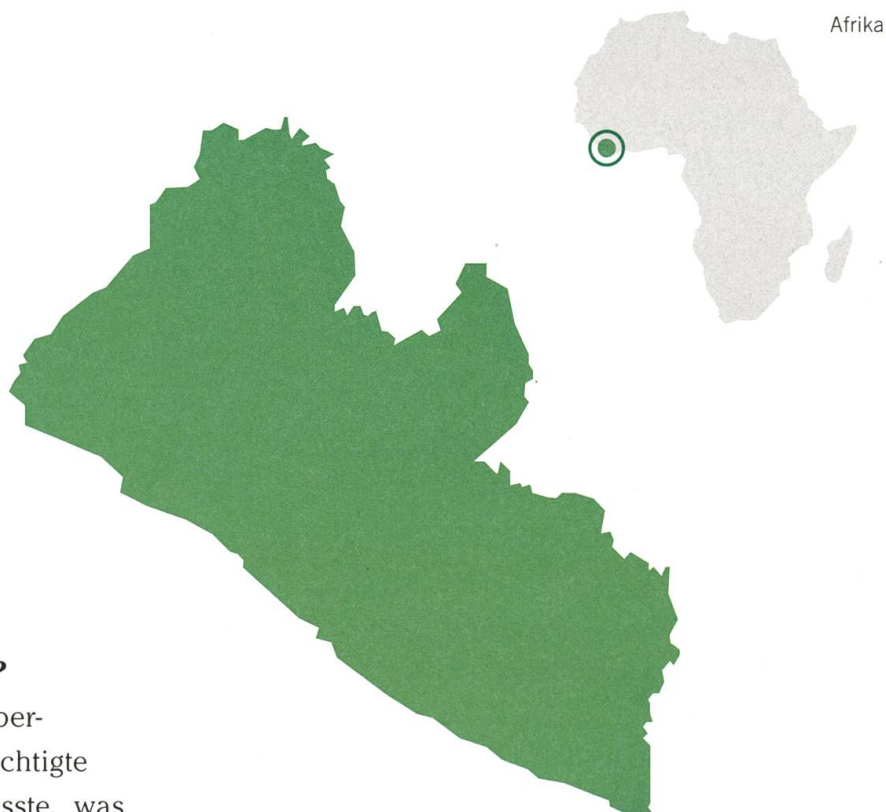 Afrika
?
ber-
chtigte
sste, was